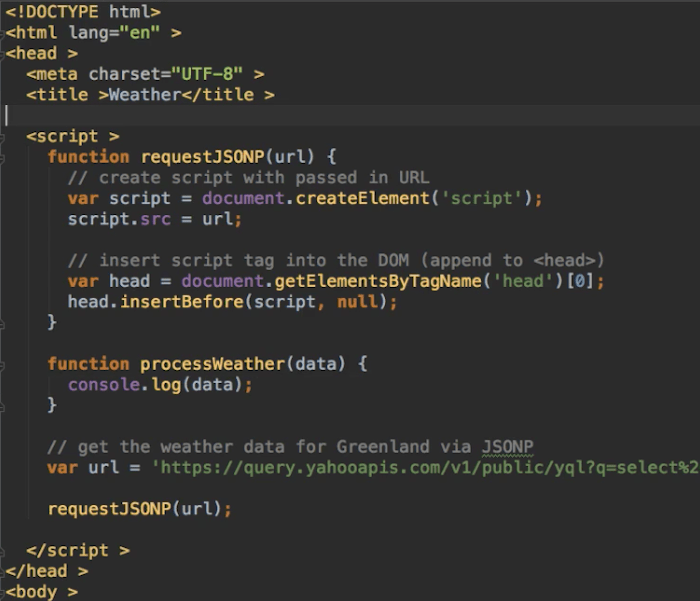 <!DOCTYPE html>
<html lang="en" >
<head >
  <meta charset="UTF-8" >
  <title >Weather</title >

  <script >
    function requestJSONP(url) {
      // create script with passed in URL
      var script = document.createElement('script');
      script.src = url;

      // insert script tag into the DOM (append to <head>)
      var head = document.getElementsByTagName('head')[0];
      head.insertBefore(script, null);
    }

    function processWeather(data) {
      console.log(data);
    }

    // get the weather data for Greenland via JSONP
    var url = 'https://query.yahooapis.com/v1/public/yql?q=select%2

    requestJSONP(url);

  </script >
</head >
<body >